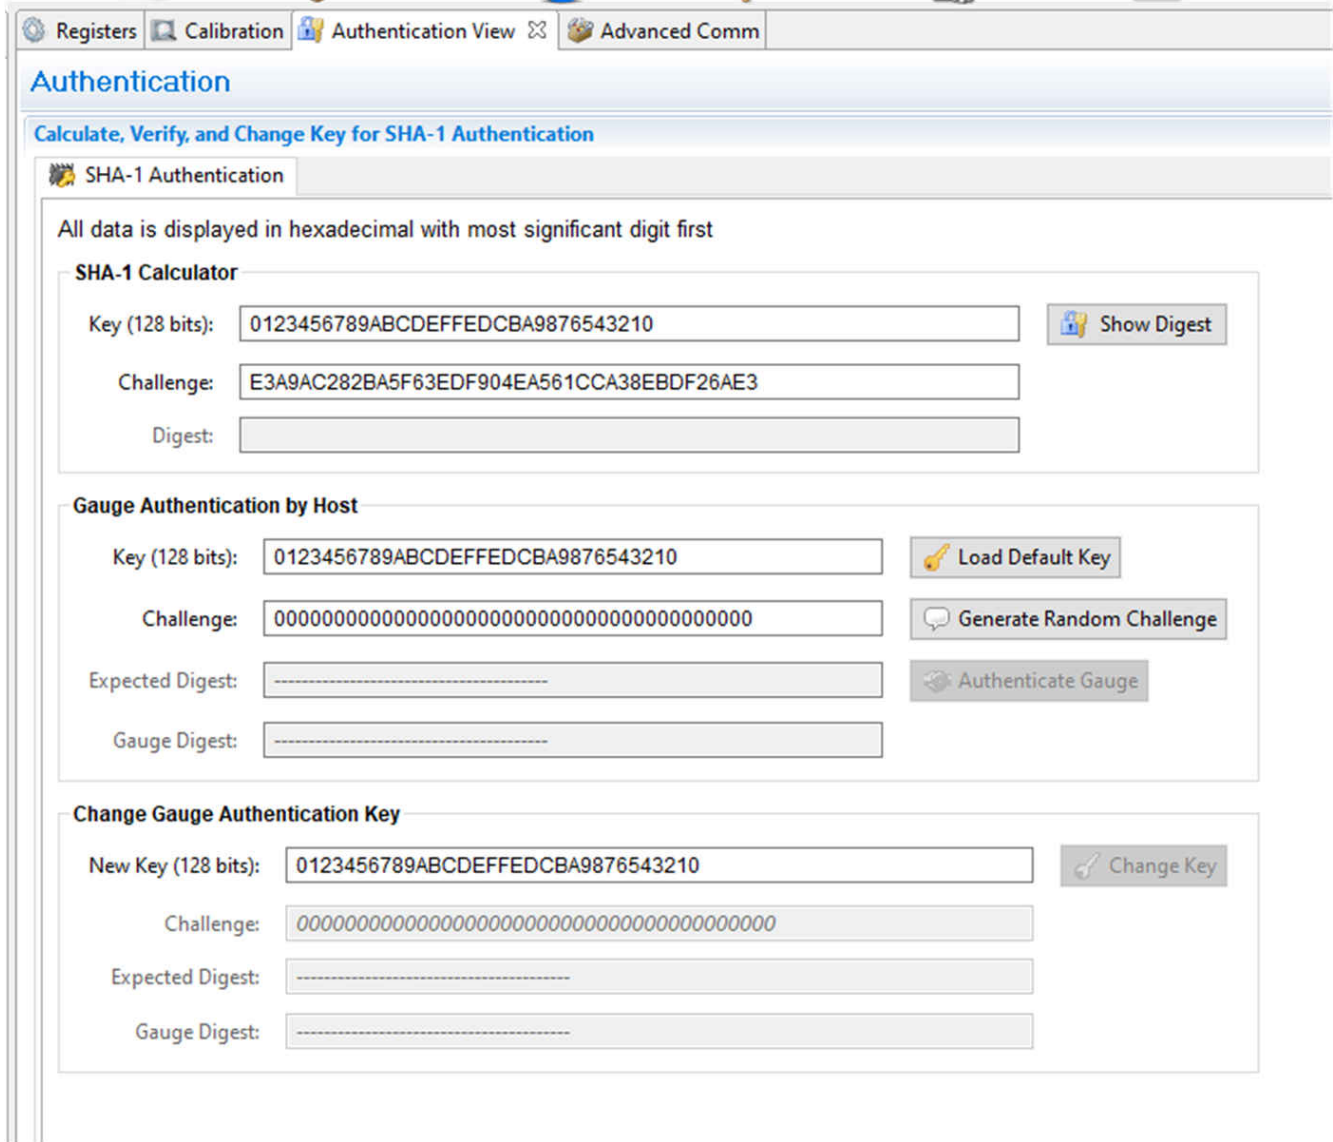 Registers Calibration Authentication View Advanced Comm
Authentication
Calculate, Verify, and Change Key for SHA-1 Authentication
SHA-1 Authentication
All data is displayed in hexadecimal with most significant digit first
SHA-1 Calculator
Key (128 bits): 0123456789ABCDEFFEDCBA9876543210 Show Digest
Challenge: E3A9AC282BA5F63EDF904EA561CCA38EBDF26AE3
Digest:
Gauge Authentication by Host
Key (128 bits): 0123456789ABCDEFFEDCBA9876543210 Load Default Key
Challenge: 0000000000000000000000000000000000000000 Generate Random Challenge
Expected Digest: ---------------------------------------- Authenticate Gauge
Gauge Digest: ----------------------------------------
Change Gauge Authentication Key
New Key (128 bits): 0123456789ABCDEFFEDCBA9876543210 Change Key
Challenge: 0000000000000000000000000000000000000000
Expected Digest: ----------------------------------------
Gauge Digest: ----------------------------------------